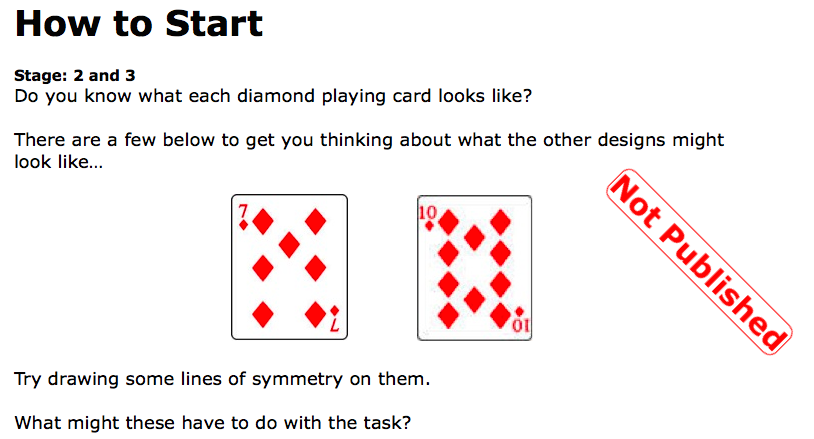 How to Start
Stage: 2 and 3
Do you know what each diamond playing card looks like?
There are a few below to get you thinking about what the other designs might
look like...
7
10
Not Published
7
10
Try drawing some lines of symmetry on them.
What might these have to do with the task?